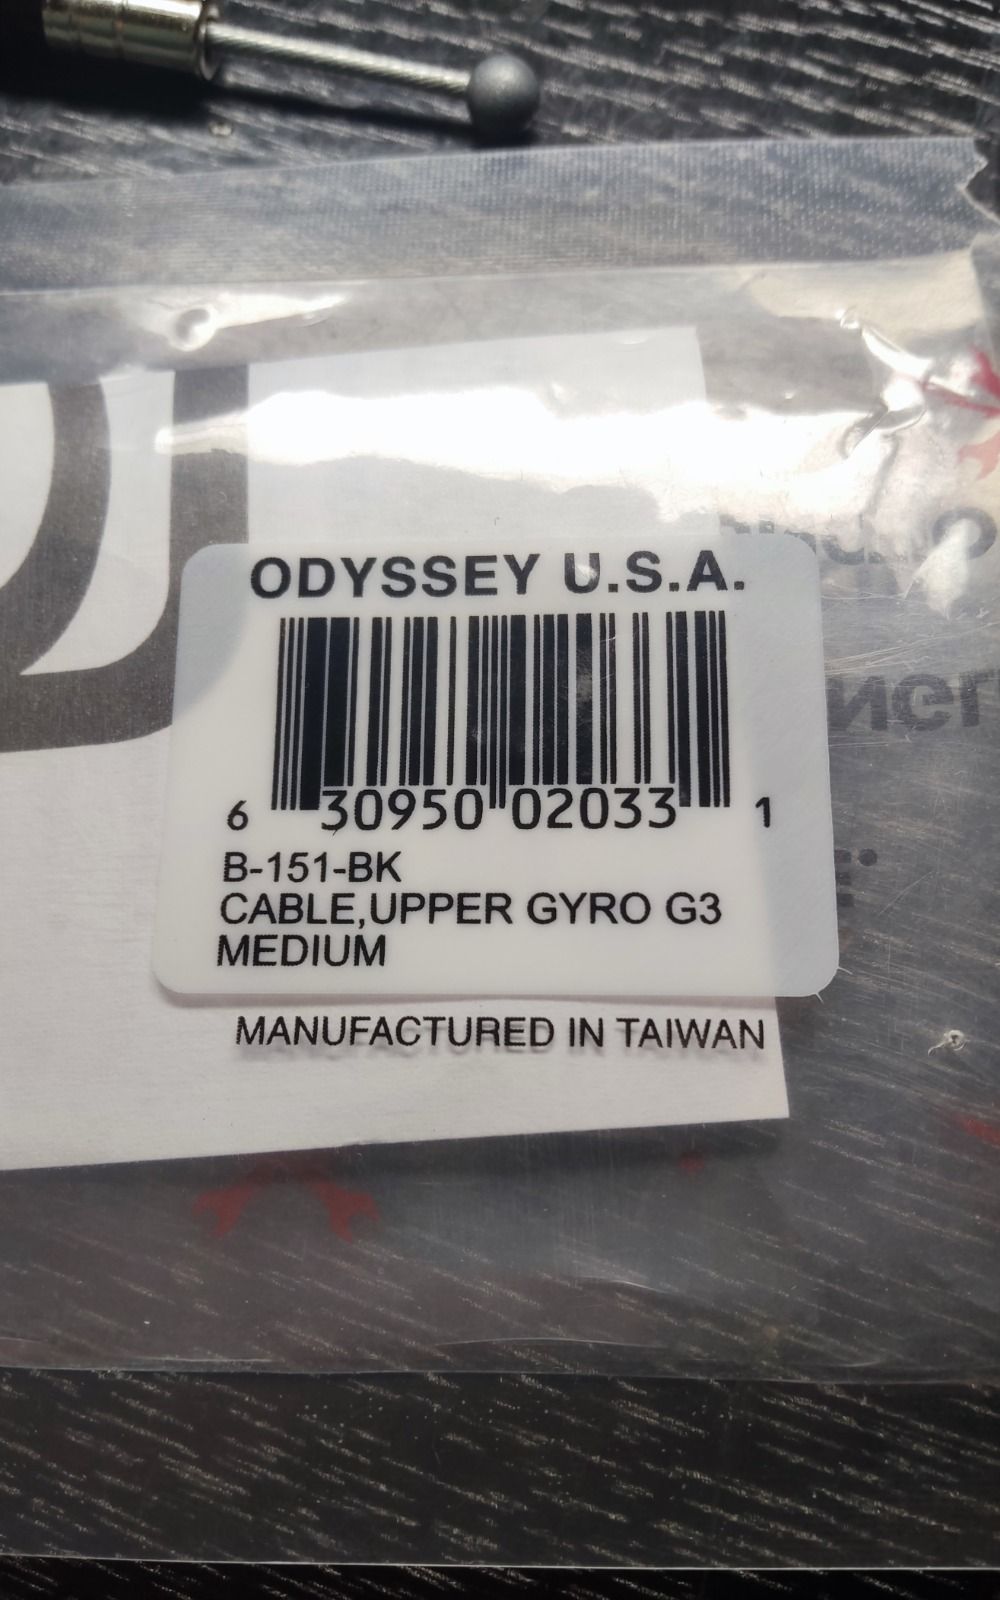 ODYSSEY U.S.A.
6 30950 02033 1
B-151-BK
CABLE,UPPER GYRO G3
MEDIUM
MANUFACTURED IN TAIWAN